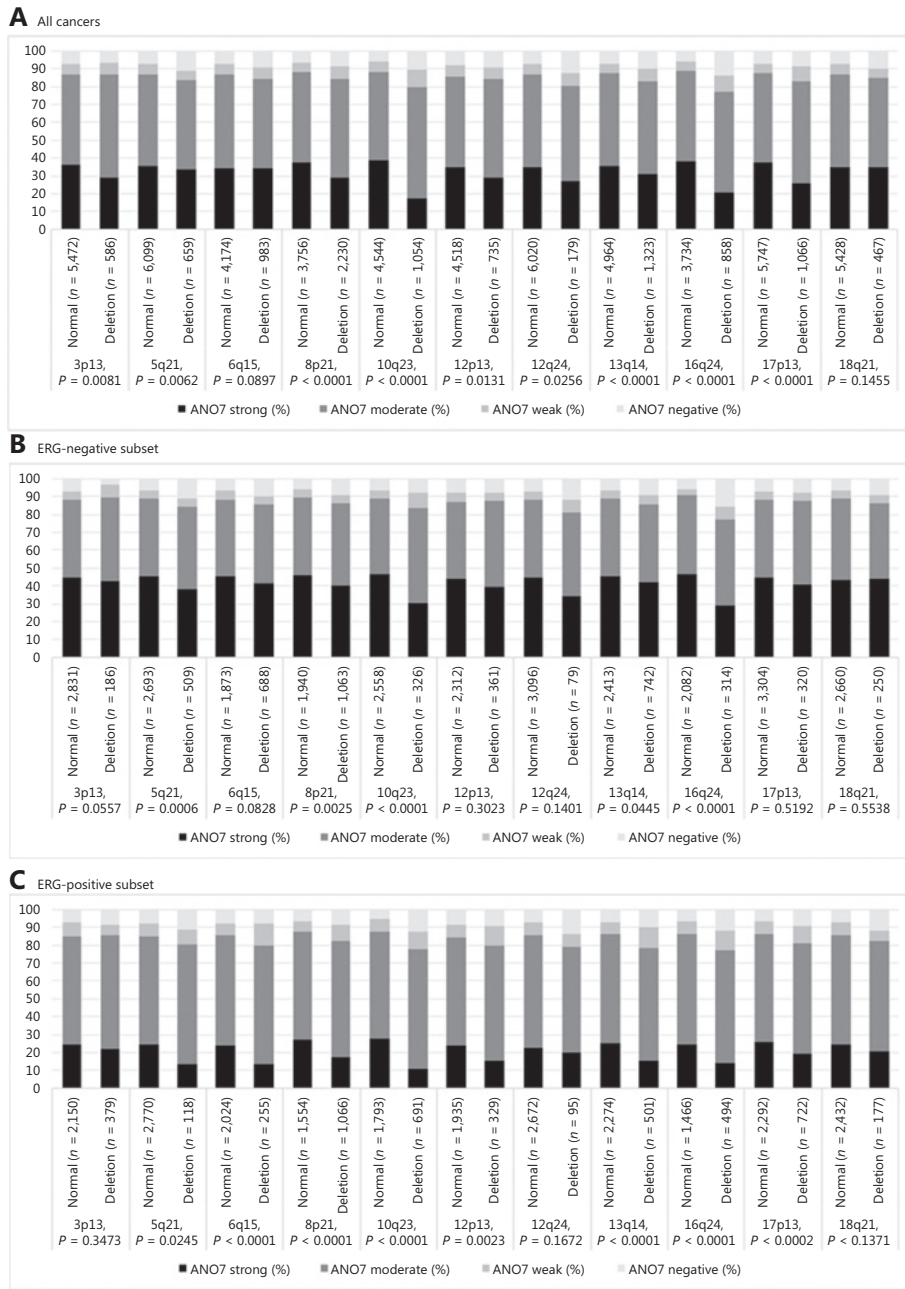 A All cancers
100
90
80
70
60
50
40
30
20
10
0
Normal (n = 5,472)
Deletion (n = 586)
Normal (n = 6,099)
Deletion (n = 659)
Normal (n = 4,174)
Deletion (n = 983)
Normal (n = 3,756)
Deletion (n = 2,230)
Normal (n = 4,544)
Deletion (n = 1,054)
Normal (n = 4,518)
Deletion (n = 735)
Normal (n = 6,020)
Deletion (n = 179)
Normal (n = 4,964)
Deletion (n = 1,323)
Normal (n = 3,734)
Deletion (n = 858)
Normal (n = 5,747)
Deletion (n = 1,066)
Normal (n = 5,428)
Deletion (n = 467)
3p13, 5q21, 6q15, 8p21, 10q23, 12p13, 12q24, 13q14, 16q24, 17p13, 18q21,
P = 0.0081 P = 0.0062 P = 0.0897 P < 0.0001 P < 0.0001 P = 0.0131 P = 0.0256 P < 0.0001 P < 0.0001 P < 0.0001 P = 0.1455
ANO7 strong (%) ANO7 moderate (%) ANO7 weak (%) ANO7 negative (%)
B ERG-negative subset
100
90
80
70
60
50
40
30
20
10
0
Normal (n = 2,831)
Deletion (n = 186)
Normal (n = 2,693)
Deletion (n = 509)
Normal (n = 1,873)
Deletion (n = 688)
Normal (n = 1,940)
Deletion (n = 1,063)
Normal (n = 2,558)
Deletion (n = 326)
Normal (n = 2,312)
Deletion (n = 361)
Normal (n = 3,096)
Deletion (n = 79)
Normal (n = 2,413)
Deletion (n = 742)
Normal (n = 2,082)
Deletion (n = 314)
Normal (n = 3,304)
Deletion (n = 320)
Normal (n = 2,660)
Deletion (n = 250)
3p13, 5q21, 6q15, 8p21, 10q23, 12p13, 12q24, 13q14, 16q24, 17p13, 18q21,
P = 0.0557 P = 0.0006 P = 0.0828 P = 0.0025 P < 0.0001 P = 0.3023 P = 0.1401 P = 0.0445 P < 0.0001 P = 0.5192 P = 0.5538
ANO7 strong (%) ANO7 moderate (%) ANO7 weak (%) ANO7 negative (%)
C ERG-positive subset
100
90
80
70
60
50
40
30
20
10
0
Normal (n = 2,150)
Deletion (n = 379)
Normal (n = 2,770)
Deletion (n = 118)
Normal (n = 2,024)
Deletion (n = 255)
Normal (n = 1,554)
Deletion (n = 1,066)
Normal (n = 1,793)
Deletion (n = 691)
Normal (n = 1,935)
Deletion (n = 329)
Normal (n = 2,672)
Deletion (n = 95)
Normal (n = 2,274)
Deletion (n = 501)
Normal (n = 1,466)
Deletion (n = 494)
Normal (n = 2,292)
Deletion (n = 722)
Normal (n = 2,432)
Deletion (n = 177)
3p13, 5q21, 6q15, 8p21, 10q23, 12p13, 12q24, 13q14, 16q24, 17p13, 18q21,
P = 0.3473 P = 0.0245 P < 0.0001 P < 0.0001 P < 0.0001 P = 0.0023 P = 0.1672 P < 0.0001 P < 0.0001 P < 0.0002 P < 0.1371
ANO7 strong (%) ANO7 moderate (%) ANO7 weak (%) ANO7 negative (%)